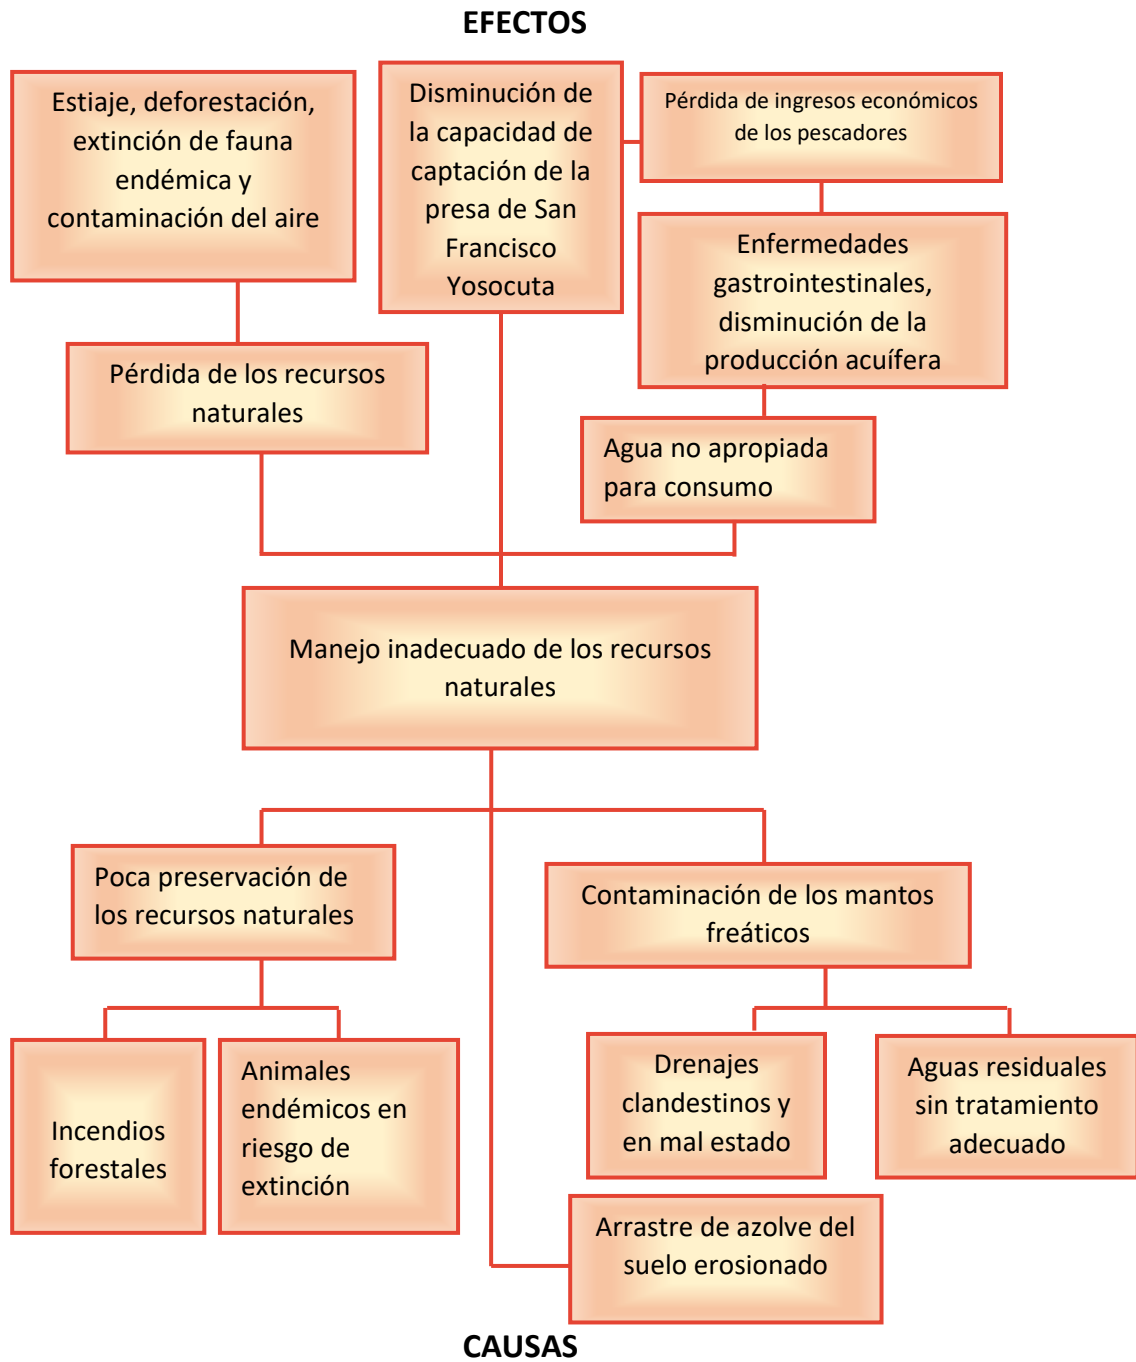 EFECTOS
Estiaje, deforestación,
extinción de fauna
endémica y
contaminación del aire
Disminución de
la capacidad de
captación de la
presa de San
Francisco
Yosocuta
Pérdida de ingresos económicos
de los pescadores
Enfermedades
gastrointestinales,
disminución de la
producción acuífera
Pérdida de los recursos
naturales
Agua no apropiada
para consumo
Manejo inadecuado de los recursos
naturales
Poca preservación de
los recursos naturales
Contaminación de los mantos
freáticos
Incendios
forestales
Animales
endémicos en
riesgo de
extinción
Drenajes
clandestinos y
en mal estado
Aguas residuales
sin tratamiento
adecuado
Arrastre de azolve del
suelo erosionado
CAUSAS